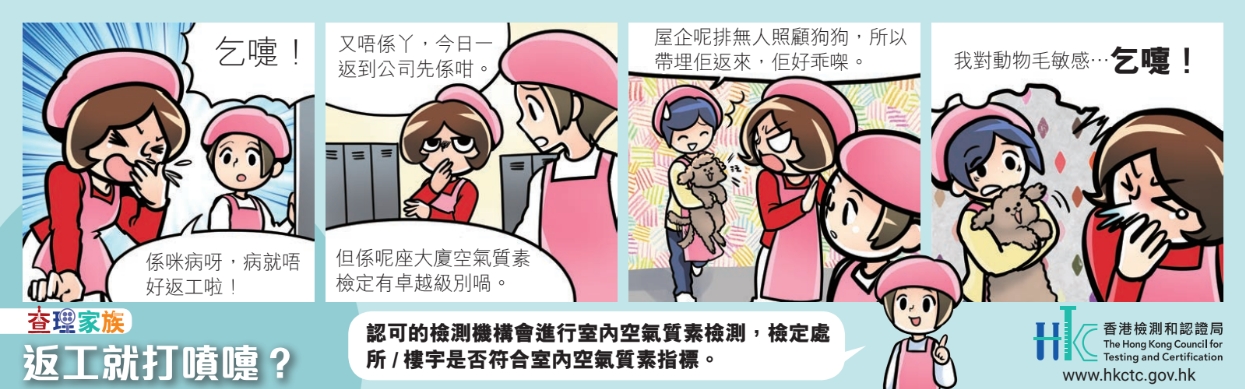 乞嚏！
係咪病呀，病就唔
好返工啦！
又唔係丫，今日一
返到公司先係咁。
但係呢座大廈空氣質素
檢定有卓越級別喎。
屋企呢排無人照顧狗狗，所以
帶埋佢返來，佢好乖㗎。
汪
汪
我對動物毛敏感…乞嚏！
查理家族
返工就打噴嚏？
認可的檢測機構會進行室內空氣質素檢測，檢定處
所 / 樓宇是否符合室內空氣質素指標。
HKTC
香港檢測和認證局
The Hong Kong Council for
Testing and Certification
www.hkctc.gov.hk